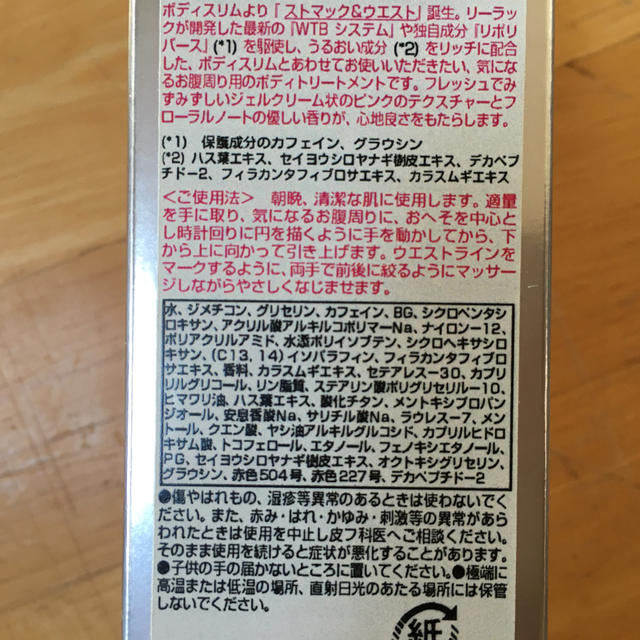 ボディスリムより『 ストマック&ウエスト』誕生。リーラッ
クが開発した最新の『WTB システム』や独自成分『リポリ
バース』 (*1) を駆使し、うるおい成分 (*2) をリッチに配合
した、ボディスリムとあわせてお使いいただきたい、気にな
るお腹周り用のボディトリートメントです。フレッシュでみ
ずみずしいジェルクリーム状のピンクのテクスチャーとフ
ローラルノートの優しい香りが、心地良さをもたらします。
(*1) 保護成分のカフェイン、グラウシン
(*2) ハス葉エキス、セイヨウシロヤナギ樹皮エキス、デカペプ
チドー2、フィラカンタフィブロサエキス、カラスムギエキス
＜ご使用法＞ 朝晩、清潔な肌に使用します。適量
を手に取り、気になるお腹周りに、おへそを中心と
し時計回りに円を描くように手を動かしてから、下
から上に向かって引き上げます。ウエストラインを
マークするように、両手で前後に絞るようにマッサー
ジしながらやさしくなじませます。
水、ジメチコン、グリセリン、カフェイン、BG、シクロペンタシ
ロキサン、アクリル酸アルキルコポリマーNa、ナイロンー12、
ポリアクリルアミド、水添ポリイソブテン、シクロヘキサシロ
キサン、(C13, 14) イソパラフィン、フィラカンタフィブロ
サエキス、香料、カラスムギエキス、セテアレスー30、カプリ
リルグリコール、リン脂質、ステアリン酸ポリグリセリルー10、
ヒマワリ油、ハス葉エキス、酸化チタン、メントキシプロパン
ジオール、安息香酸Na、サリチル酸Na、ラウレスー7、メン
トール、クエン酸、ヤシ油アルキルグルコシド、カプリルヒドロ
キサム酸、トコフェロール、エタノール、フェノキシエタノール、
PG、セイヨウシロヤナギ樹皮エキス、オクトキシグリセリン、
グラウシン、赤色504号、赤色227号、デカペプチドー2
●傷やはれもの、湿疹等異常のあるときは使わないでく
ださい。また、赤み・はれ・かゆみ・刺激等の異常があら
われたときは使用を中止し皮フ科医へご相談ください。
そのまま使用を続けると症状が悪化することがあります。
●子供の手の届かないところに置いてください。●極端に
高温または低温の場所、直射日光のあたる場所には保管
しないでください。
紙